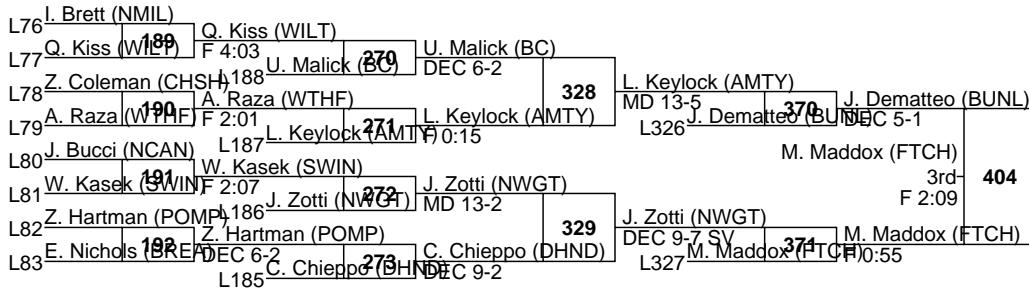 L76 I. Brett (NMIL)
189 Q. Kiss (WILT)
L77 Q. Kiss (WILT) F 4:03 270 U. Malick (BC)
L188 U. Malick (BC) DEC 6-2
L78 Z. Coleman (CHSH) 328 L. Keylock (AMTY)
190 A. Raza (WTHF) MD 13-5 370 J. Dematteo (BUNL)
L79 A. Raza (WTHF) F 2:01 271 L. Keylock (AMTY) L326 J. Dematteo (BUNL) DEC 5-1
L187 L. Keylock (AMTY) F 0:15
L80 J. Bucci (NCAN) M. Maddox (FTCH)
191 W. Kasek (SWIN) 3rd 404
L81 W. Kasek (SWIN) F 2:07 272 J. Zotti (NWGT) F 2:09
L186 J. Zotti (NWGT) MD 13-2
L82 Z. Hartman (POMP) 329 J. Zotti (NWGT)
192 Z. Hartman (POMP) DEC 9-7 SV 371 M. Maddox (FTCH)
L83 E. Nichols (BREA) DEC 6-2 273 C. Chieppo (DHND) L327 M. Maddox (FTCH) F 0:55
L185 C. Chieppo (DHND) DEC 9-2